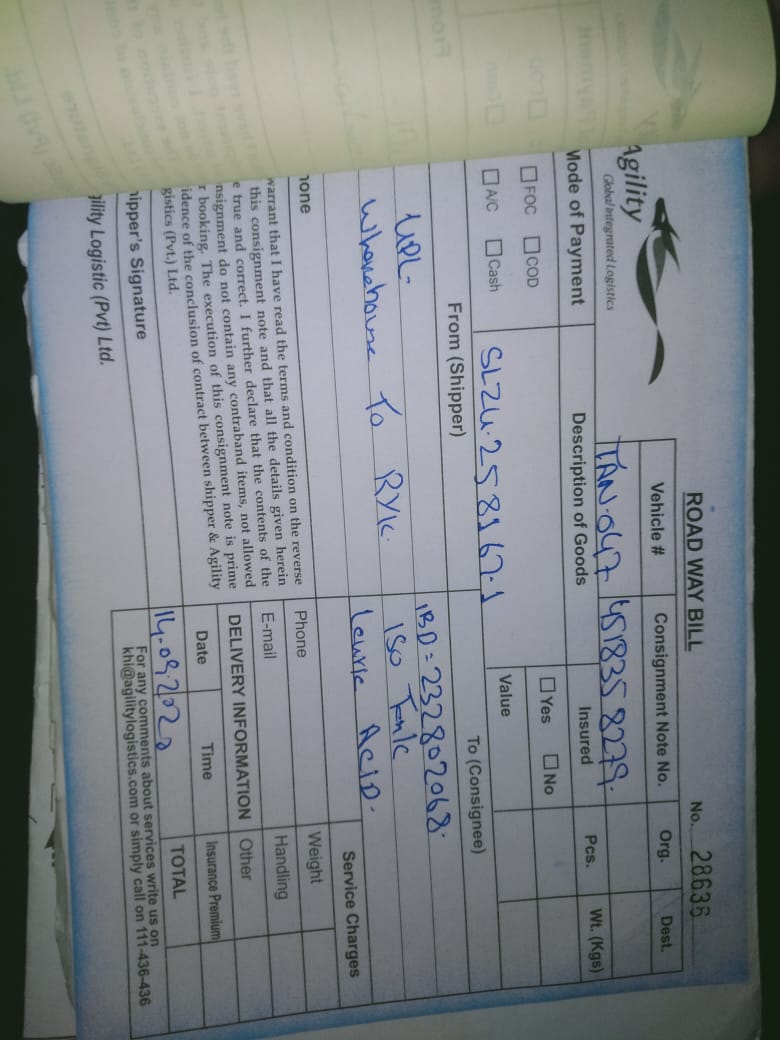 ROAD WAY BILL
No. 28636
Agility
Global Integrated Logistics
Vehicle #
Consignment Note No.
Org.
Dest.
TAN-047
4518358279.
Mode of Payment
Description of Goods
Insured
Pcs.
Wt. (Kgs)
FOC
COD
Yes
No
A/C
Cash
SLZU.258167.1
Value
From (Shipper)
To (Consignee)
UPL
IBD=232802068.
Wharehouse To RYK.
ISO Tank
Lauric Acid.
Service Charges
hone
Phone
Weight
E-mail
Handling
warrant that I have read the terms and condition on the reverse
this consignment note and that all the details given herein
e true and correct. I further declare that the contents of the
nsignment do not contain any contraband items, not allowed
r booking. The execution of this consignment note is prime
idence of the conclusion of contract between shipper & Agility
gistics (Pvt.) Ltd.
DELIVERY INFORMATION
Other
Date
Time
Insurance Premium
14-09-202
TOTAL
hipper's Signature
For any comments about services write us on
khi@agilitylogistics.com or simply call on 111-436-436
gility Logistic (Pvt) Ltd.